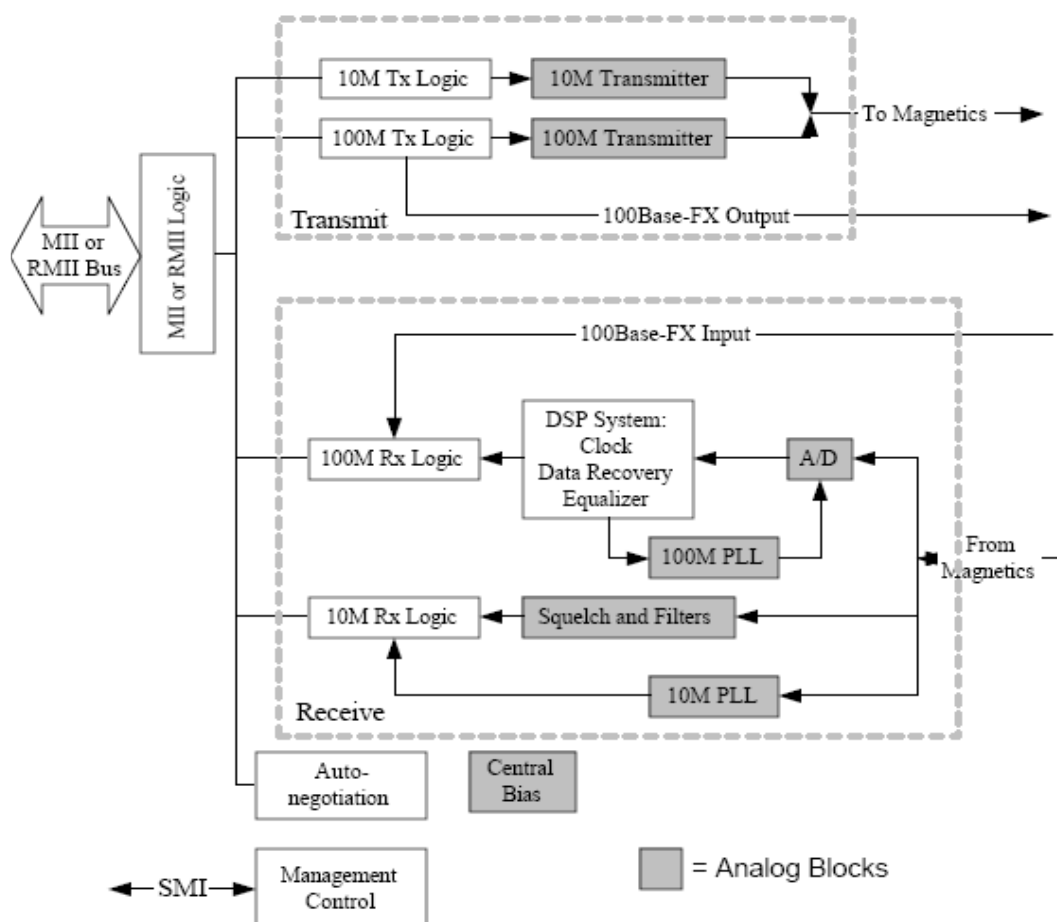 10M Tx Logic
10M Transmitter
To Magnetics
100M Tx Logic
100M Transmitter
MII or RMII Logic
MII or
RMII Bus
Transmit
100Base-FX Output
100Base-FX Input
DSP System:
Clock
Data Recovery
Equalizer
100M Rx Logic
A/D
100M PLL
From
Magnetics
10M Rx Logic
Squelch and Filters
10M PLL
Receive
Auto-
negotiation
Central
Bias
SMI
Management
Control
= Analog Blocks